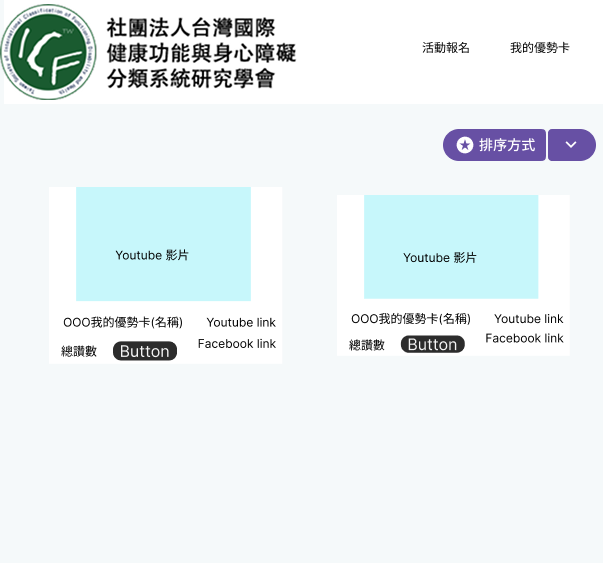 ICF
TM
社團法人台灣國際
健康功能與身心障礙
分類系統研究學會
活動報名
我的優勢卡
排序方式
Youtube 影片
OOO我的優勢卡(名稱)
Youtube link
Facebook link
總讚數
Button
Youtube 影片
OOO我的優勢卡(名稱)
Youtube link
Facebook link
總讚數
Button